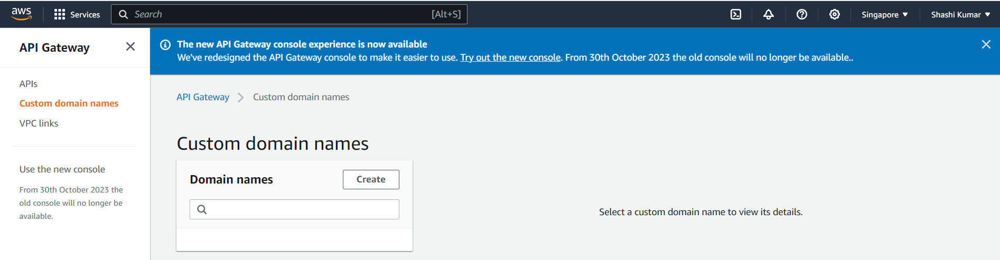 aws Services Search [Alt+S] Singapore Shashi Kumar
API Gateway
APIs
Custom domain names
VPC links
Use the new console
From 30th October 2023 the
old console will no longer be
available.
The new API Gateway console experience is now available
We've redesigned the API Gateway console to make it easier to use. Try out the new console. From 30th October 2023 the old console will no longer be available..
API Gateway Custom domain names
Custom domain names
Domain names Create
Select a custom domain name to view its details.